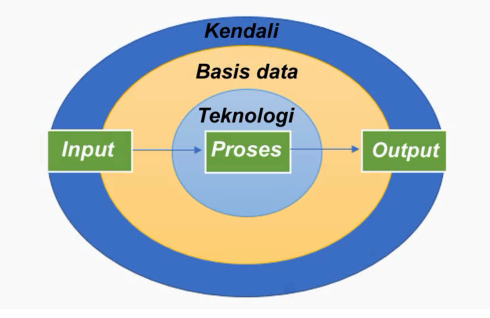 Kendali
Basis data
Teknologi
Input
Proses
Output